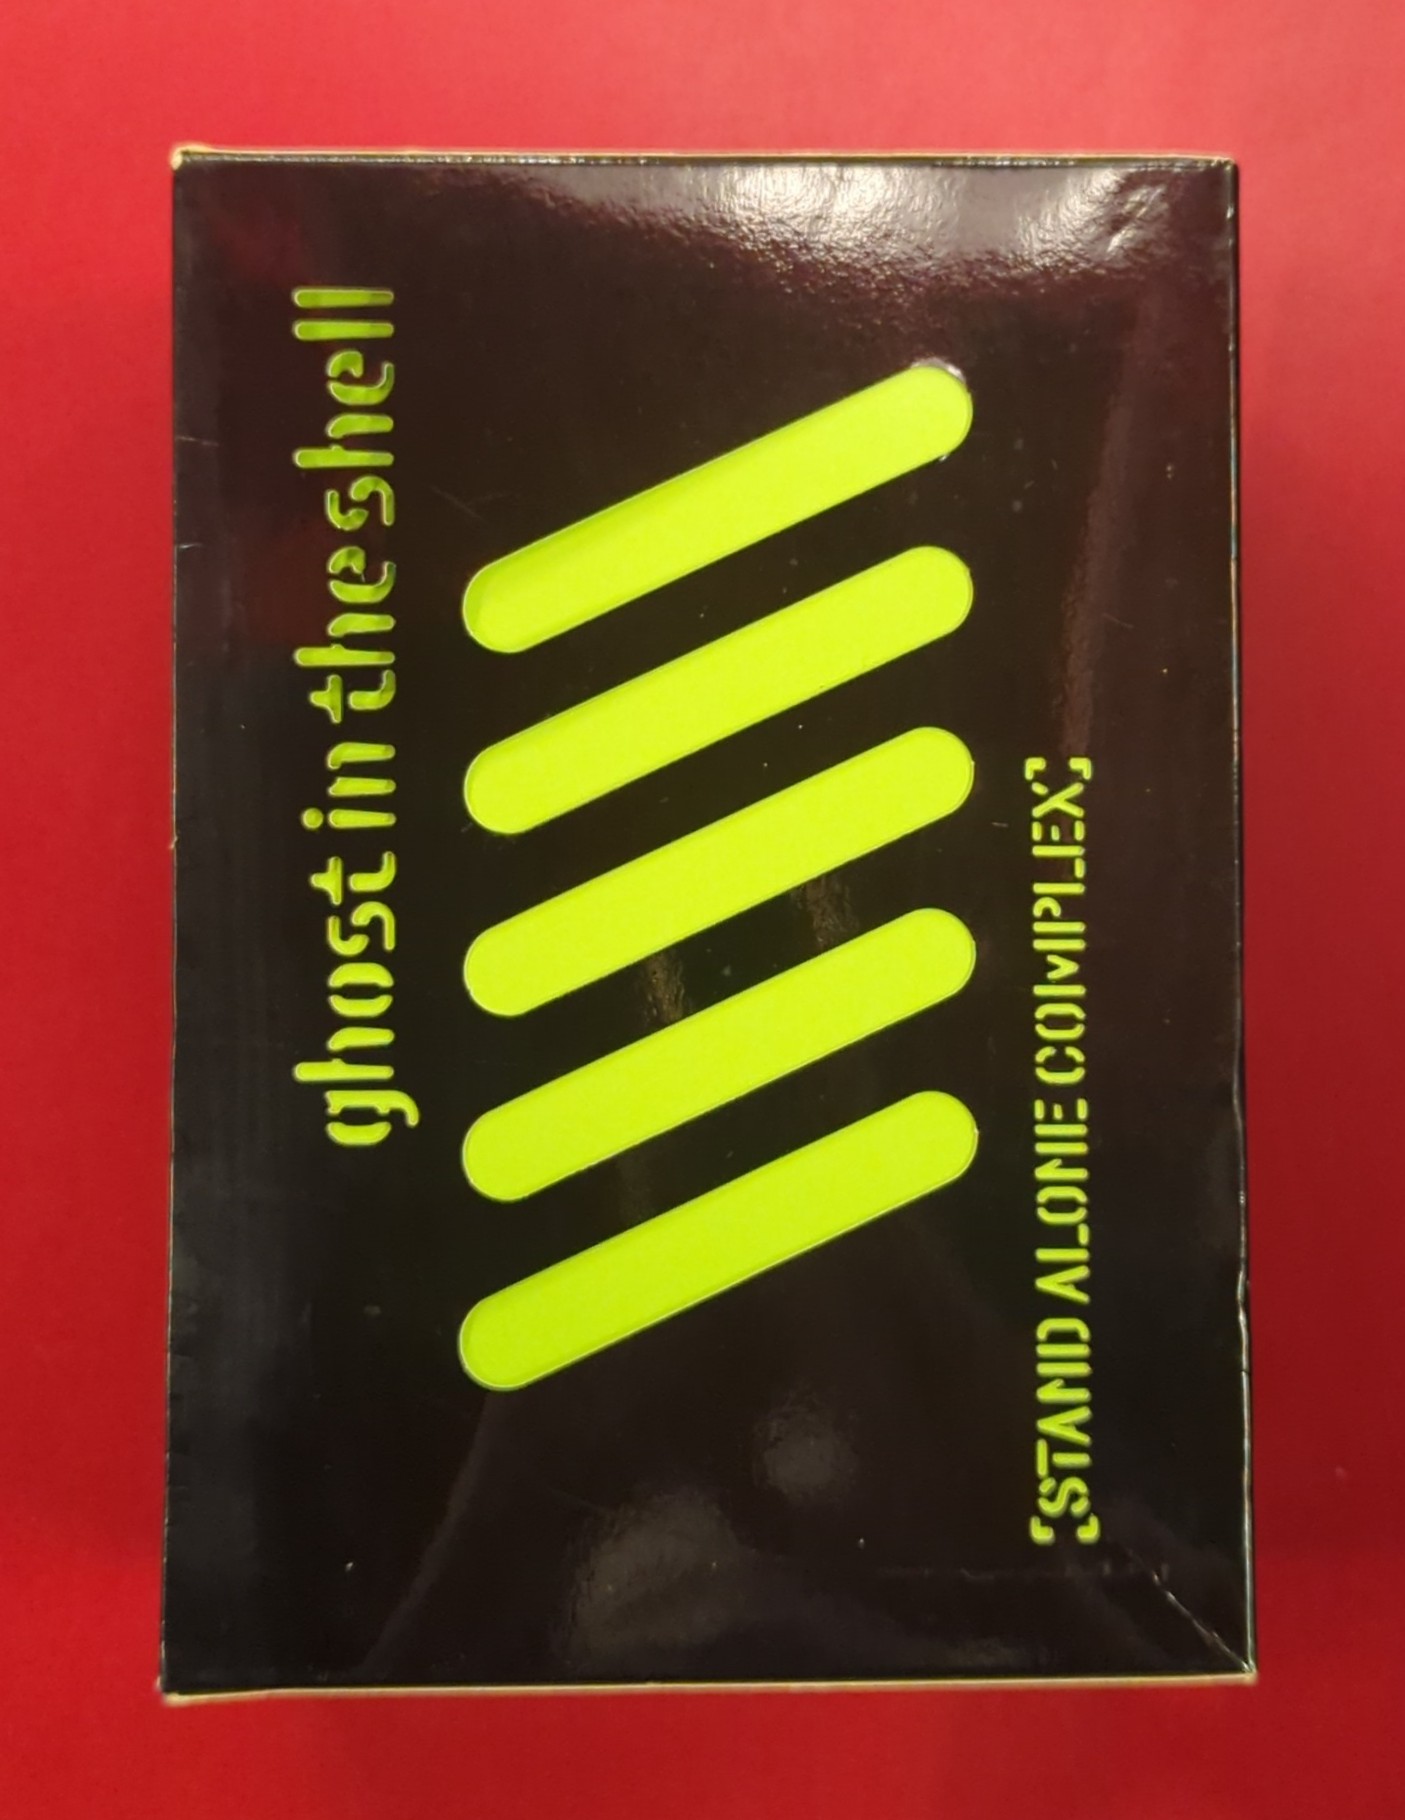 ghost in the shell
[STAND ALONE COMPLEX]